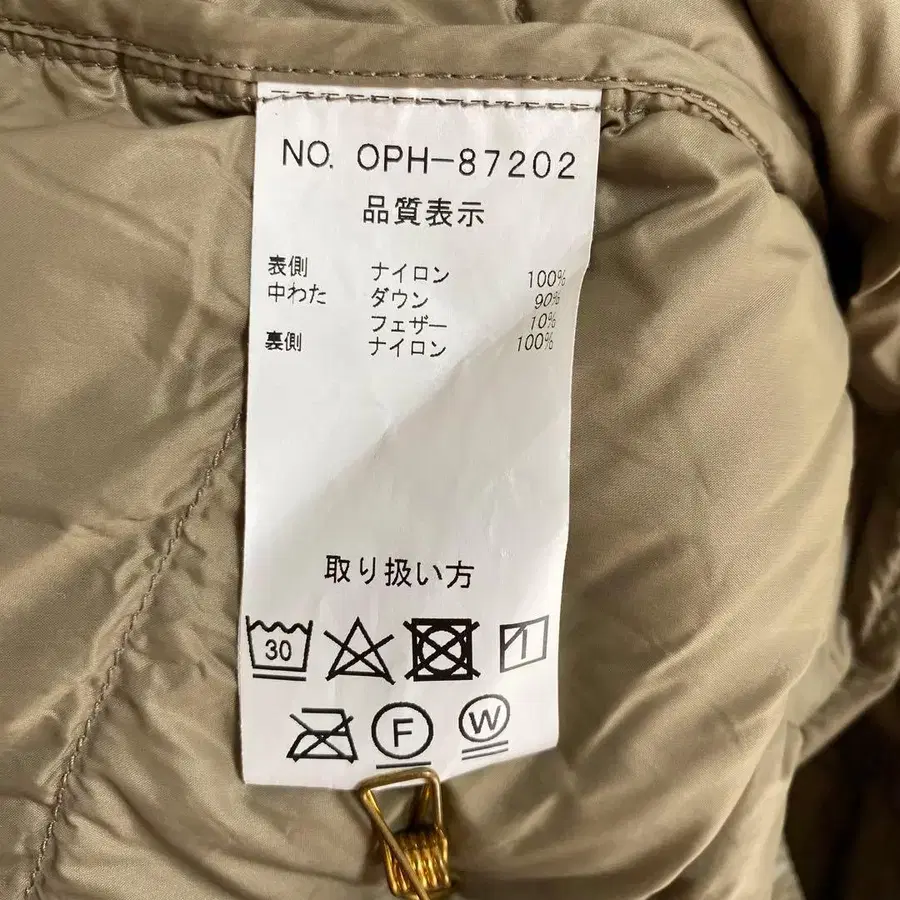 NO. OPH-87202
品質表示
表側 ナイロン 100%
中わた ダウン 90%
フェザー 10%
裏側 ナイロン 100%
取り扱い方
30
F W